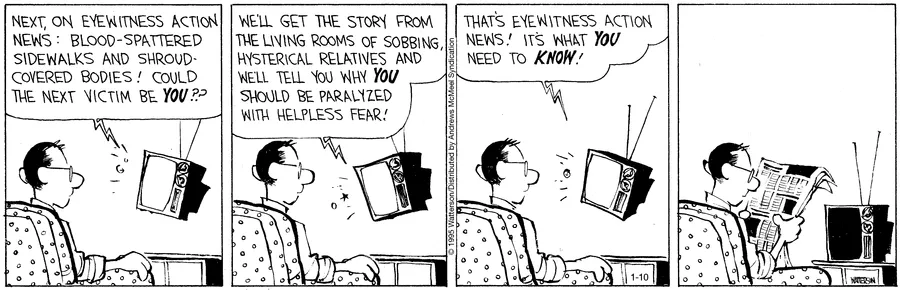 NEXT, ON EYEWITNESS ACTION
NEWS: BLOOD-SPATTERED
SIDEWALKS AND SHROUD-
COVERED BODIES! COULD
THE NEXT VICTIM BE YOU??
WE'LL GET THE STORY FROM
THE LIVING ROOMS OF SOBBING,
HYSTERICAL RELATIVES AND
WE'LL TELL YOU WHY YOU
SHOULD BE PARALYZED
WITH HELPLESS FEAR!
© 1995 Watterson/Distributed by Andrews McMeel Syndication
THAT'S EYEWITNESS ACTION
NEWS! IT'S WHAT YOU
NEED TO KNOW!
1-10
WATTERSON